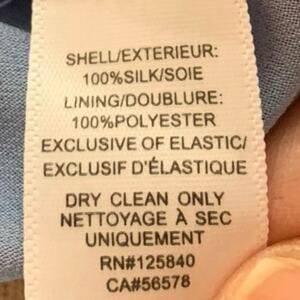 SHELL/EXTERIEUR:
100%SILK/SOIE
LINING/DOUBLURE:
100%POLYESTER
EXCLUSIVE OF ELASTIC/
EXCLUSIF D'ÉLASTIQUE
DRY CLEAN ONLY
NETTOYAGE À SEC
UNIQUEMENT
RN#125840
CA#56578